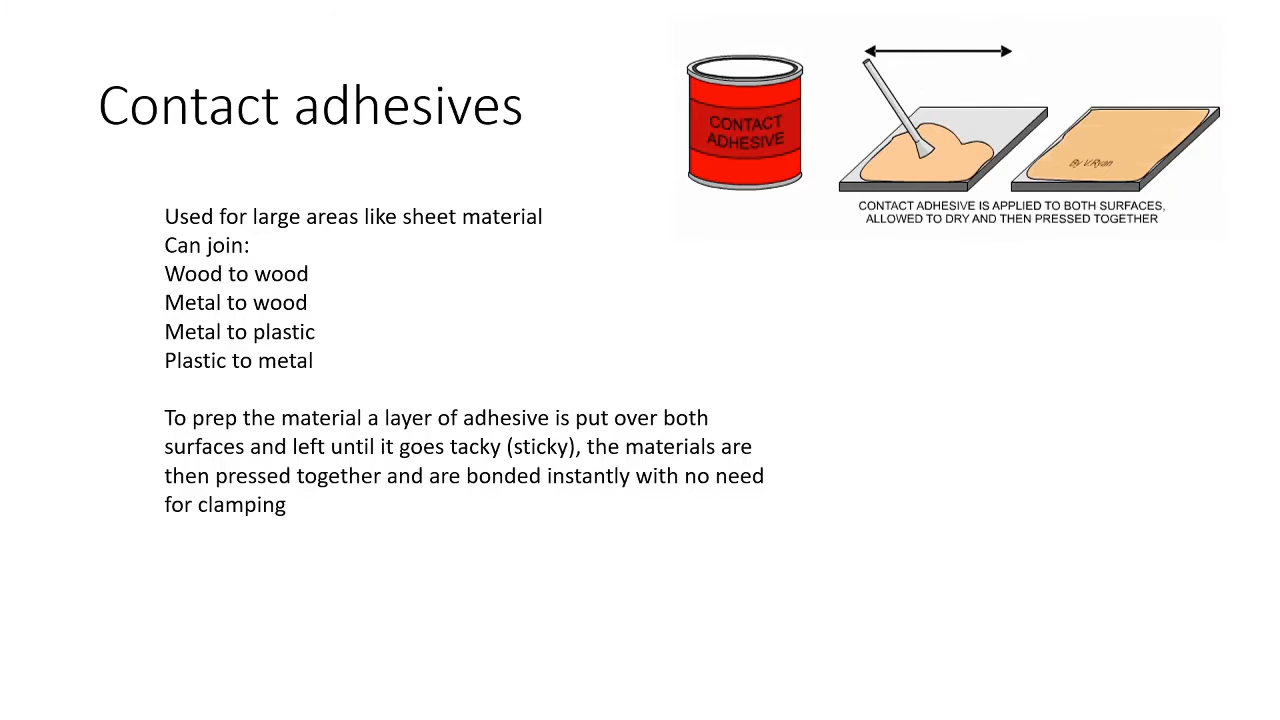 Contact adhesives
CONTACT
ADHESIVE
By V.Ryan
CONTACT ADHESIVE IS APPLIED TO BOTH SURFACES,
ALLOWED TO DRY AND THEN PRESSED TOGETHER
Used for large areas like sheet material
Can join:
Wood to wood
Metal to wood
Metal to plastic
Plastic to metal
To prep the material a layer of adhesive is put over both
surfaces and left until it goes tacky (sticky), the materials are
then pressed together and are bonded instantly with no need
for clamping